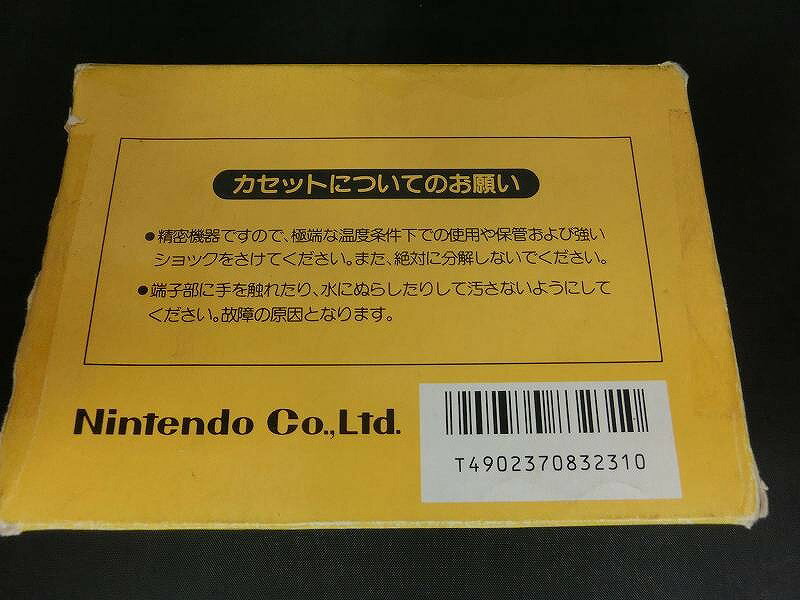 カセットについてのお願い
●精密機器ですので、極端な温度条件下での使用や保管および強い
ショックをさけてください。また、絶対に分解しないでください。
●端子部に手を触れたり、水にぬらしたりして汚さないようにして
ください。故障の原因となります。
Nintendo Co.,Ltd.
T4902370832310